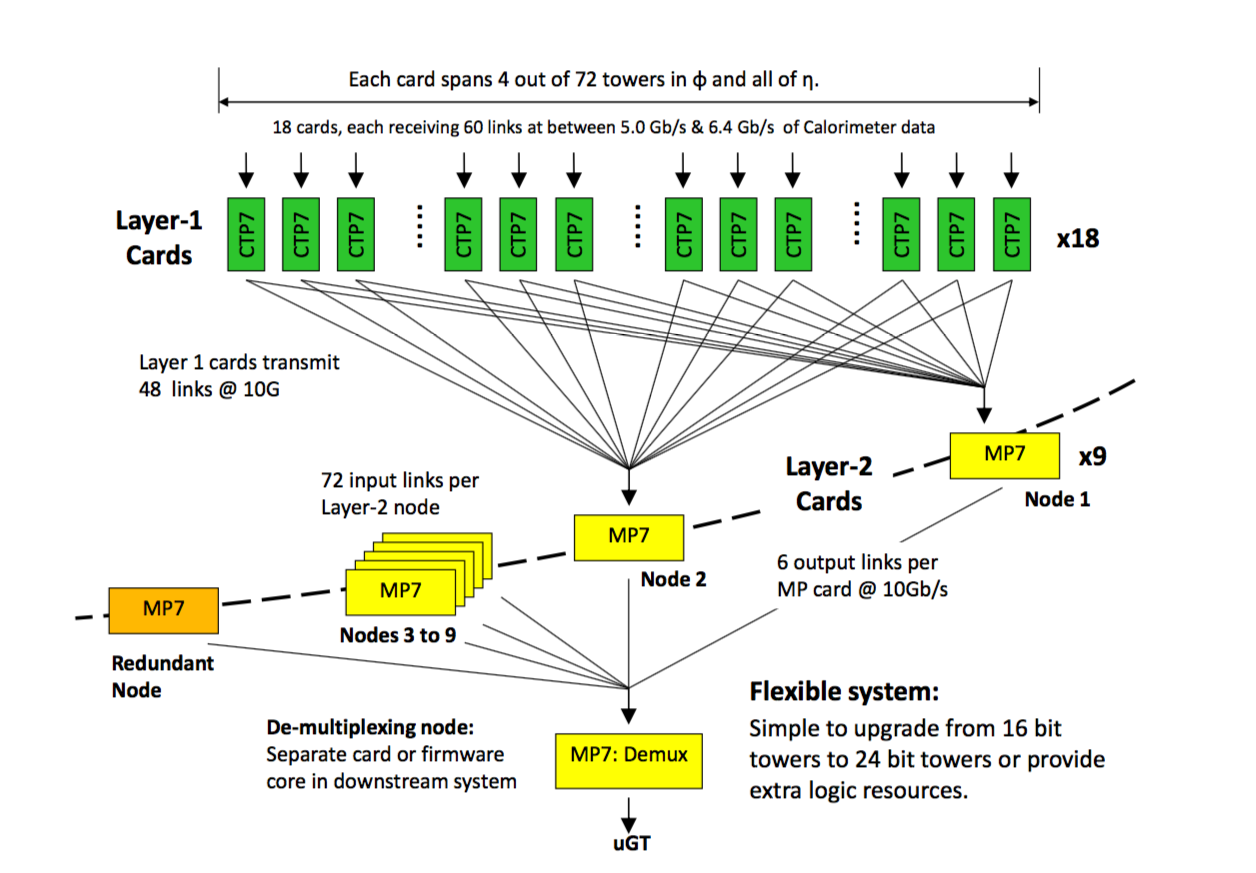 Each card spans 4 out of 72 towers in ϕ and all of η.
18 cards, each receiving 60 links at between 5.0 Gb/s & 6.4 Gb/s of Calorimeter data
Layer-1
Cards
CTP7
CTP7
CTP7
CTP7
CTP7
CTP7
CTP7
CTP7
CTP7
CTP7
CTP7
CTP7
x18
Layer 1 cards transmit
48 links @ 10G
MP7
x9
Node 1
Layer-2
Cards
72 input links per
Layer-2 node
MP7
Node 2
6 output links per
MP card @ 10Gb/s
MP7
Nodes 3 to 9
MP7
Redundant
Node
De-multiplexing node:
Separate card or firmware
core in downstream system
MP7: Demux
uGT
Flexible system:
Simple to upgrade from 16 bit
towers to 24 bit towers or provide
extra logic resources.